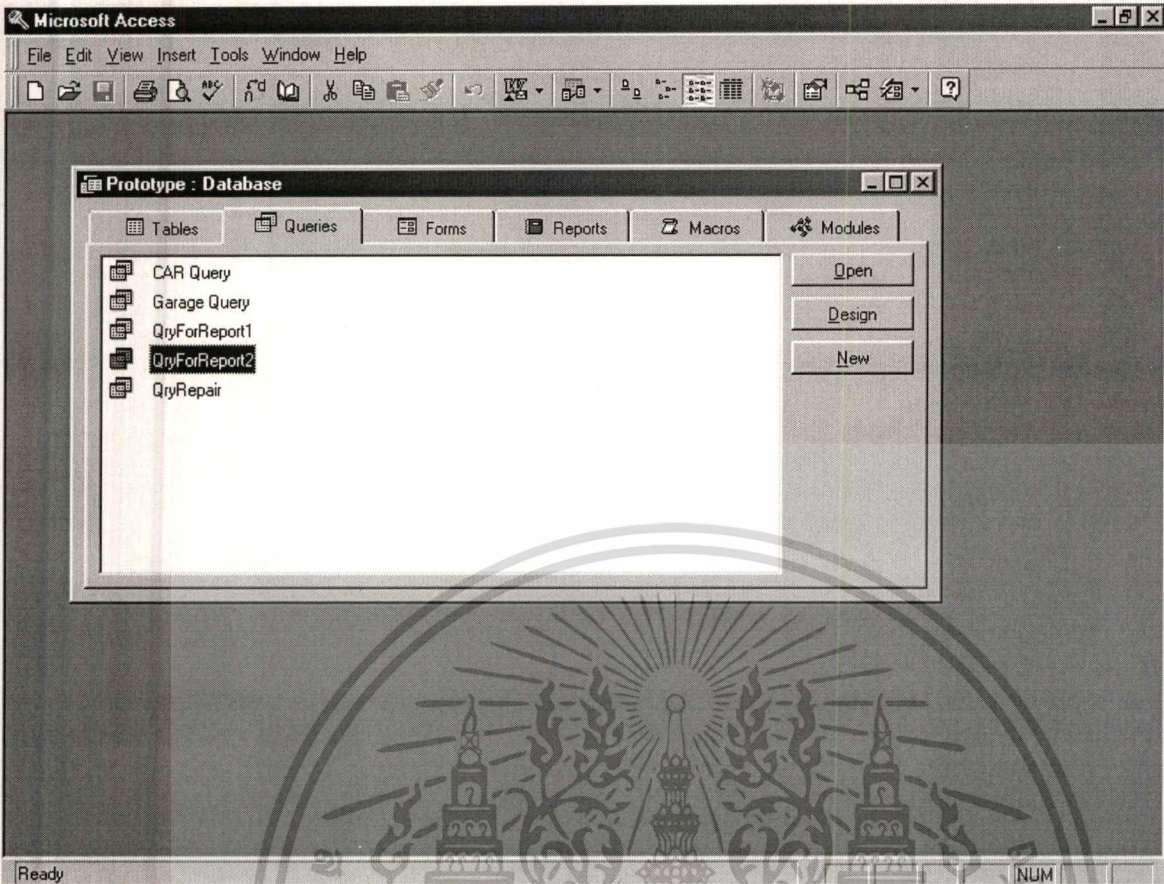 Microsoft Access
File Edit View Insert Tools Window Help
Prototype : Database
Tables Queries Forms Reports Macros Modules
CAR Query
Garage Query
QryForReport1
QryForReport2
QryRepair
Open
Design
New
Ready
NUM